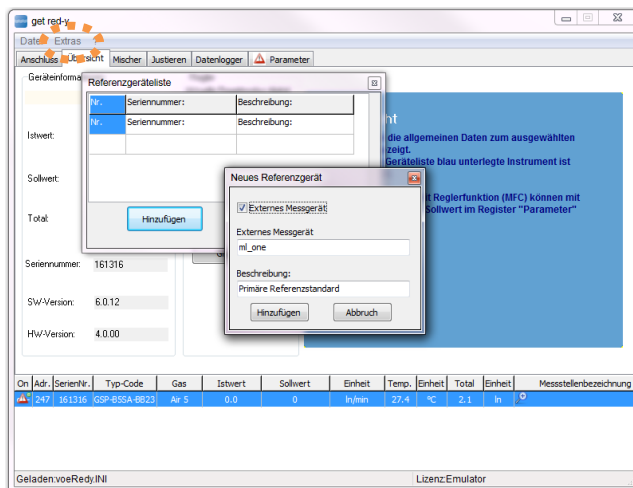 get red-y
Datei Extras ?
Anschluss Übersicht Mischer Justieren Datenlogger Parameter
Geräteinforma
Referenzgeräteliste
Nr. Seriennummer: Beschreibung:
Nr. Seriennummer: Beschreibung:
Hinzufügen
ht
die allgemeinen Daten zum ausgewählten
zeigt.
Geräteliste blau unterlegte Instrument ist
it Reglerfunktion (MFC) können mit
Sollwert im Register "Parameter"
Neues Referenzgerät
Externes Messgerät
Externes Messgerät
ml_one
Beschreibung:
Primäre Referenzstandard
Hinzufügen Abbruch
Istwert:
Sollwert:
Total:
Seriennummer: 161316
SW-Version: 6.0.12
HW-Version: 4.0.00
On Adr. SerienNr. Typ-Code Gas Istwert Sollwert Einheit Temp. Einheit Total Einheit Messstellenbezeichnung
247 161316 GSP-B5SA-BB23 Air 5 0.0 0 ln/min 27.4 °C 2.1 ln
Geladen:voeRedy.INI Lizenz:Emulator